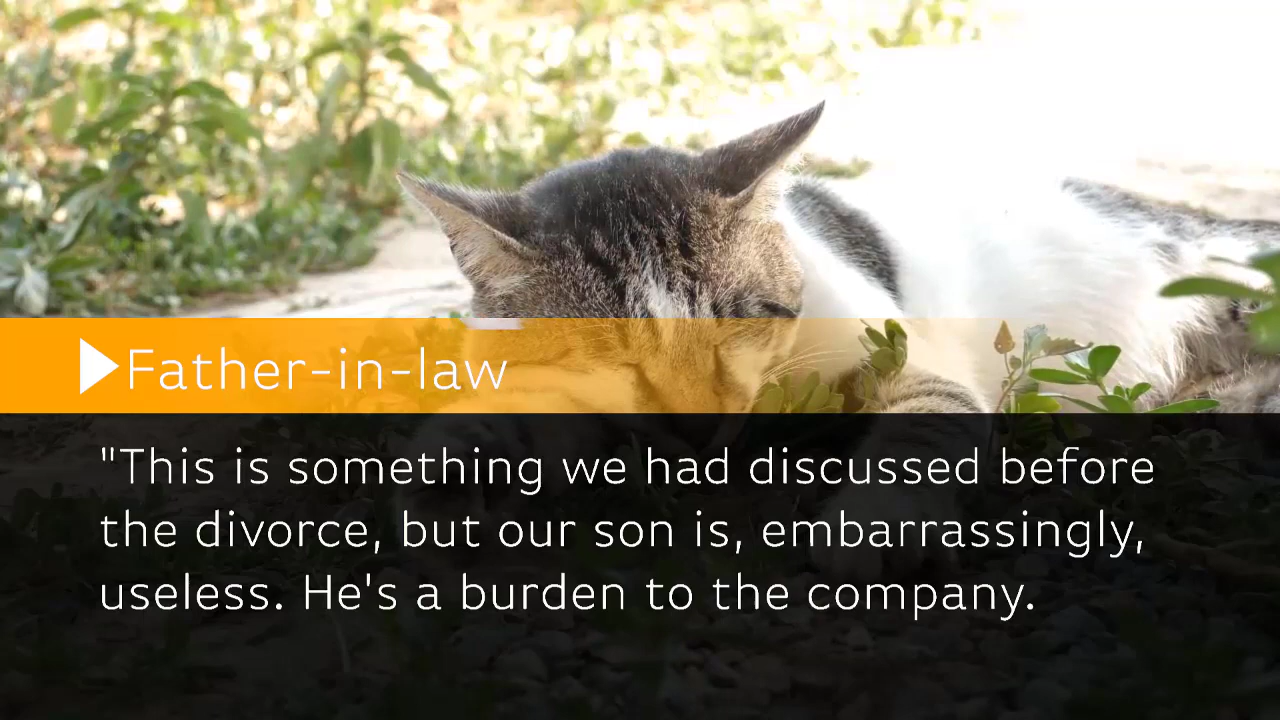 Father-in-law
"This is something we had discussed before
the divorce, but our son is, embarrassingly,
useless. He's a burden to the company.